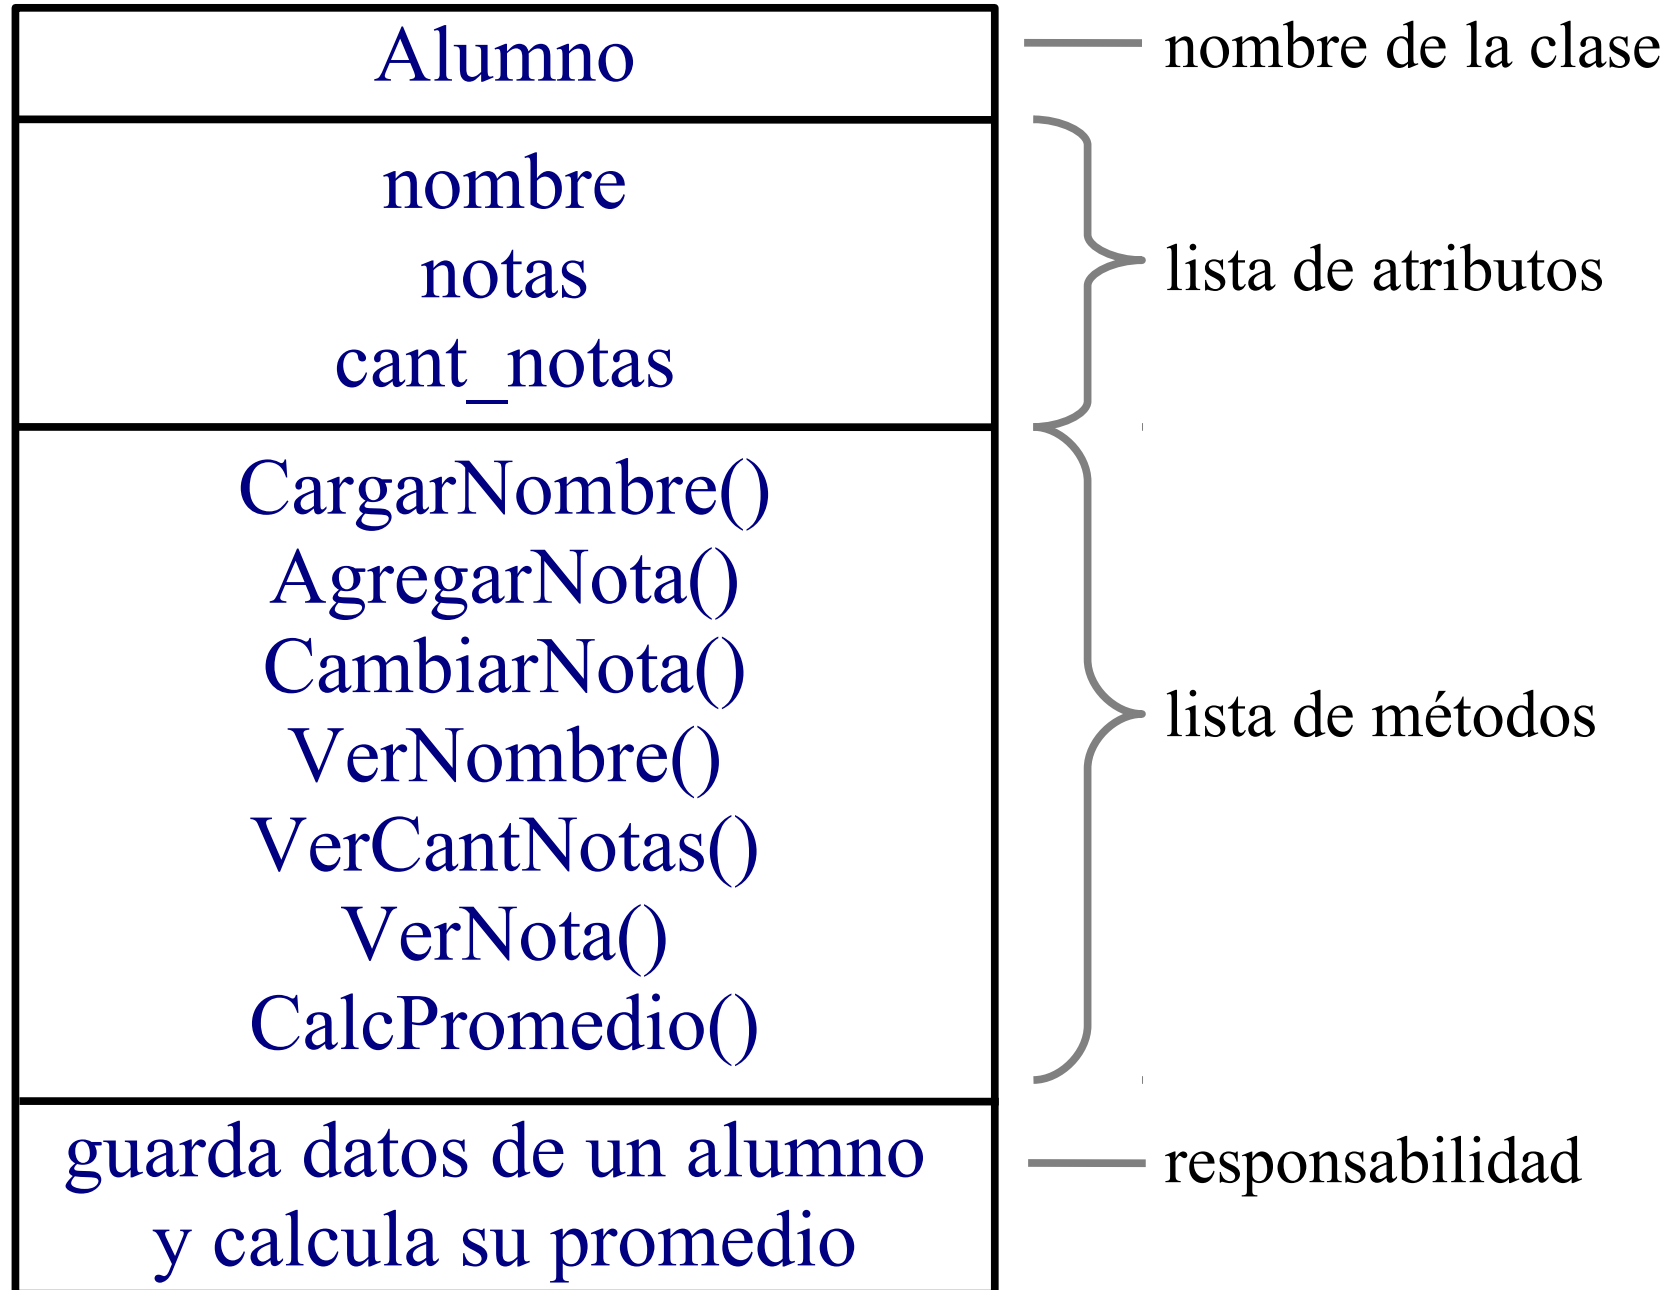 Alumno
nombre de la clase
nombre
notas
cant_notas
lista de atributos
CargarNombre()
AgregarNota()
CambiarNota()
VerNombre()
VerCantNotas()
VerNota()
CalcPromedio()
lista de métodos
guarda datos de un alumno
y calcula su promedio
responsabilidad